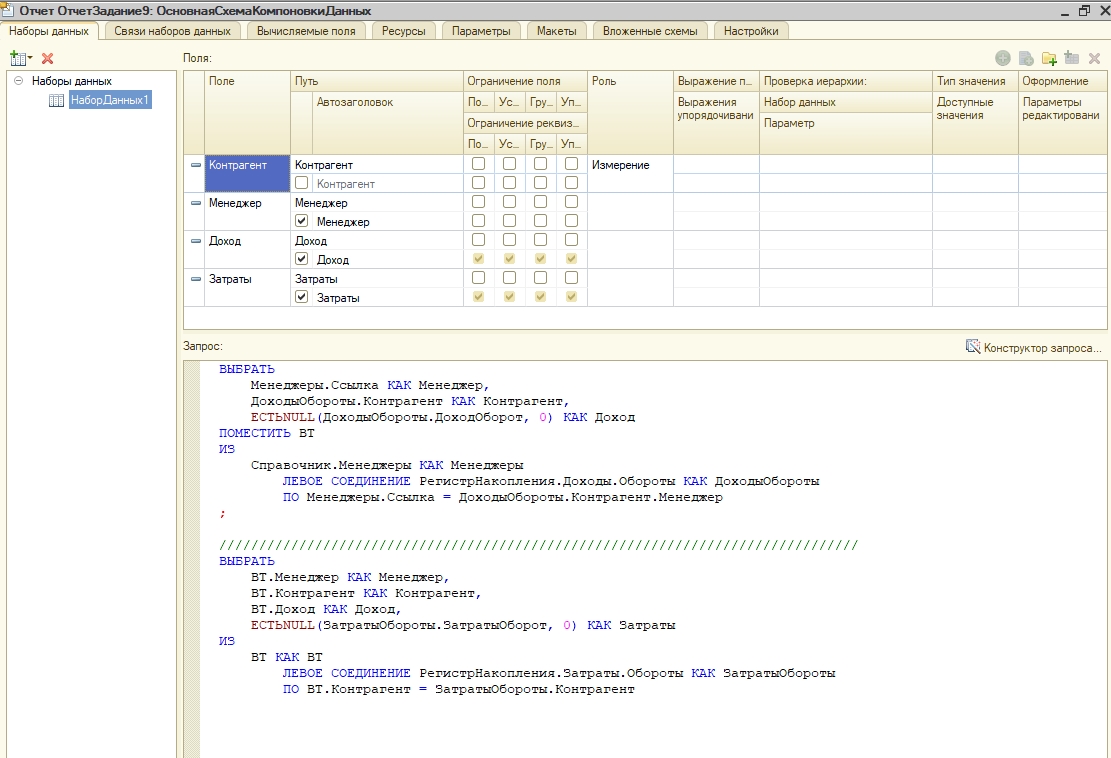 Отчет ОтчетЗадание9: ОсновнаяСхемаКомпоновкиДанных
Наборы данных Связи наборов данных Вычисляемые поля Ресурсы Параметры Макеты Вложенные схемы Настройки
Поля:
Наборы данных
НаборДанных1
Поле Путь Ограничение поля Роль Выражение п... Проверка иерархии: Тип значения Оформление
Автозаголовок По... Ус... Гру... Уп... Выражения упорядочивани Набор данных Доступные значения Параметры редактировани
Ограничение реквиз... Параметр
По... Ус... Гру... Уп...
Контрагент Контрагент Измерение
Контрагент
Менеджер Менеджер
Менеджер
Доход Доход
Доход
Затраты Затраты
Затраты
Запрос: Конструктор запроса...
ВЫБРАТЬ
Менеджеры.Ссылка КАК Менеджер,
ДоходыОбороты.Контрагент КАК Контрагент,
ЕСТЬNULL(ДоходыОбороты.ДоходОборот, 0) КАК Доход
ПОМЕСТИТЬ ВТ
ИЗ
Справочник.Менеджеры КАК Менеджеры
ЛЕВОЕ СОЕДИНЕНИЕ РегистрНакопления.Доходы.Обороты КАК ДоходыОбороты
ПО Менеджеры.Ссылка = ДоходыОбороты.Контрагент.Менеджер
;
////////////////////////////////////////////////////////////////////////////////
ВЫБРАТЬ
ВТ.Менеджер КАК Менеджер,
ВТ.Контрагент КАК Контрагент,
ВТ.Доход КАК Доход,
ЕСТЬNULL(ЗатратыОбороты.ЗатратыОборот, 0) КАК Затраты
ИЗ
ВТ КАК ВТ
ЛЕВОЕ СОЕДИНЕНИЕ РегистрНакопления.Затраты.Обороты КАК ЗатратыОбороты
ПО ВТ.Контрагент = ЗатратыОбороты.Контрагент